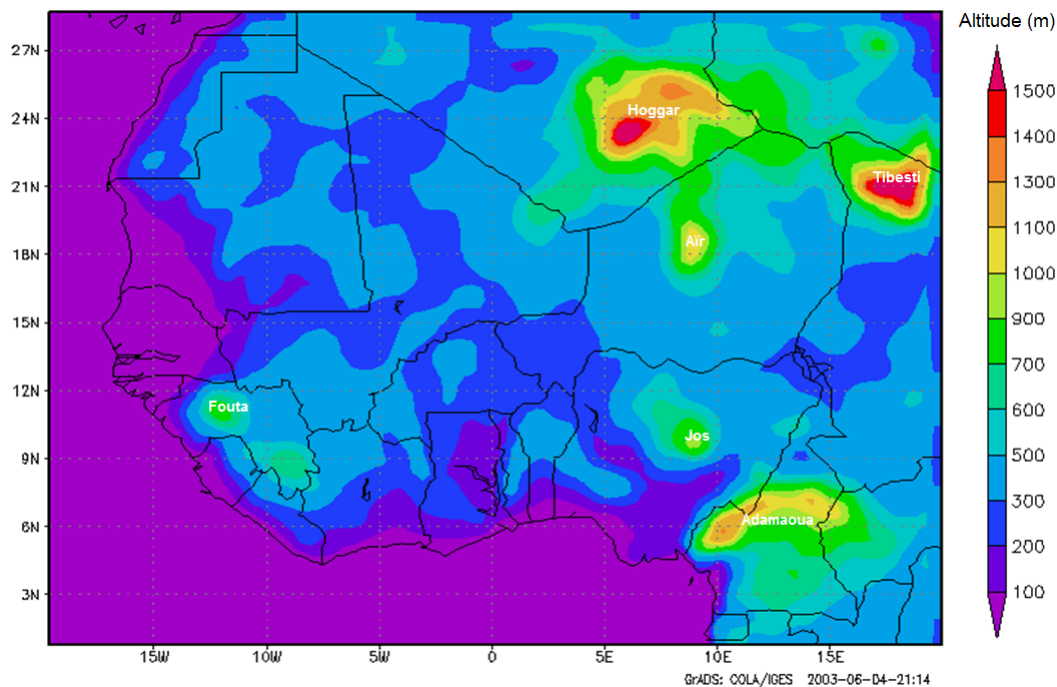 Altitude (m)
27N
24N
21N
18N
15N
12N
9N
6N
3N
Hoggar
Tibesti
Aïr
Fouta
Jos
Adamaoua
1500
1400
1300
1100
1000
900
700
600
500
300
200
100
15W
10W
5W
0
5E
10E
15E
GrADS: COLA/IGES 2003-06-04-21:14